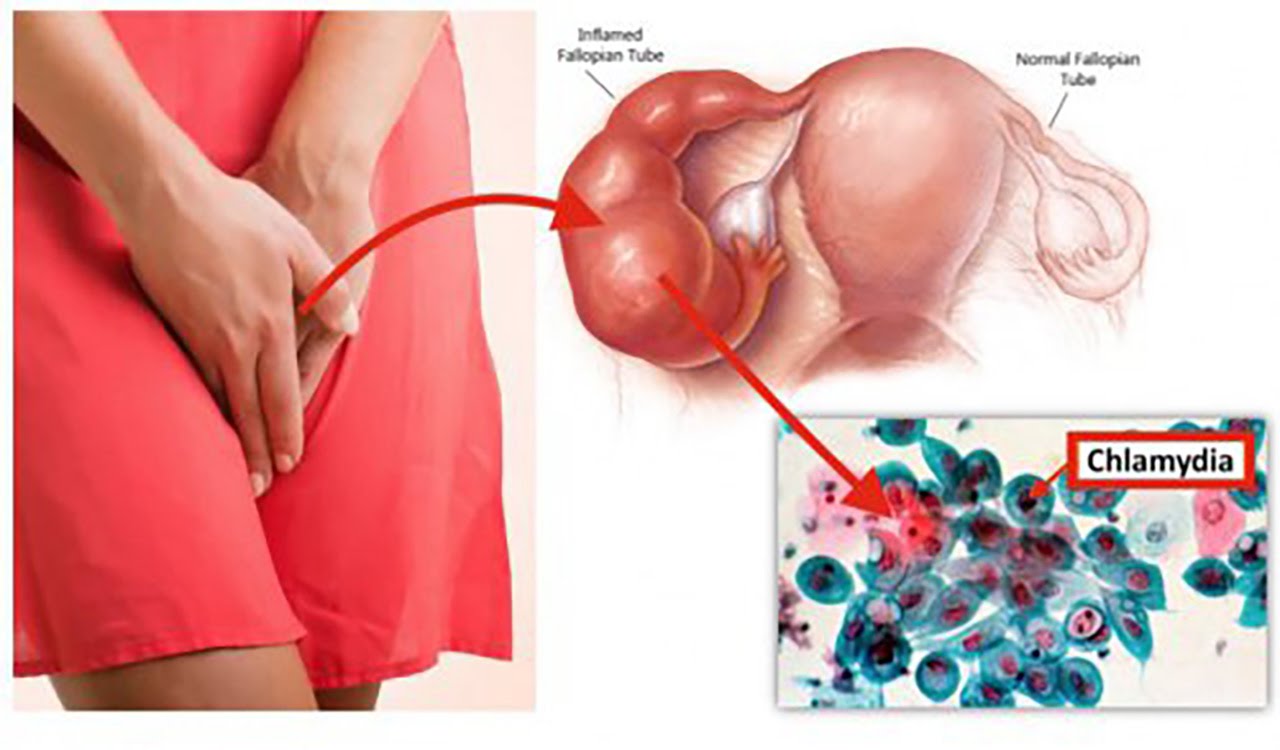 Inflamed
Fallopian Tube
Normal Fallopian
Tube
Chlamydia